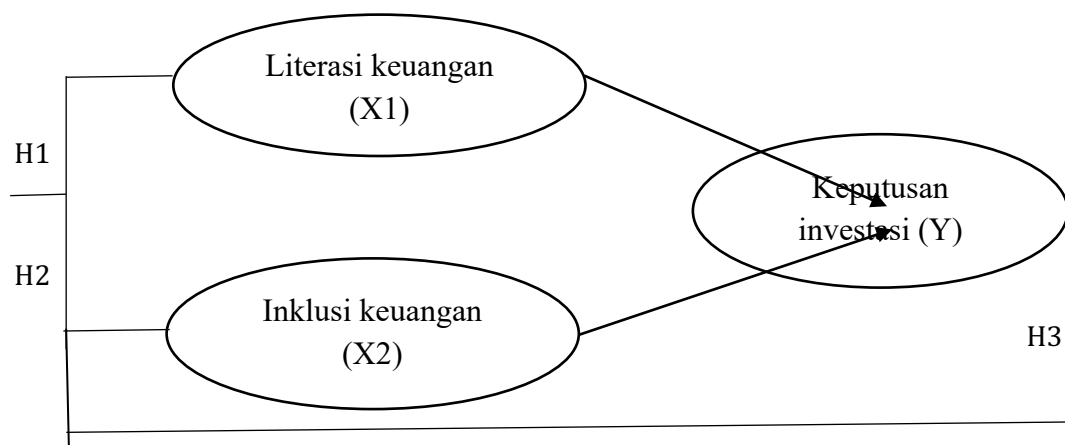 Literasi keuangan
(X1)
H1
Keputusan
investasi (Y)
H2
Inklusi keuangan
(X2)
H3